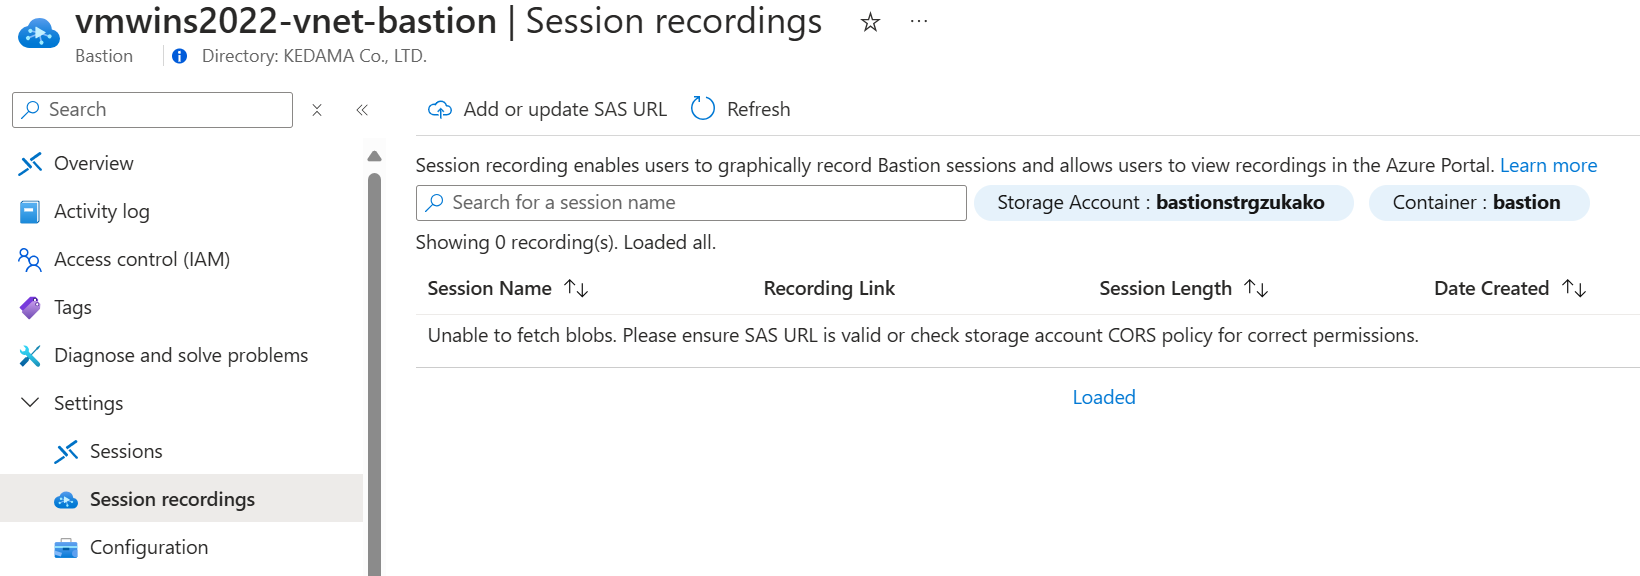 vmwins2022-vnet-bastion | Session recordings
Bastion
Directory: KEDAMA Co., LTD.
Search
Add or update SAS URL
Refresh
Overview
Activity log
Access control (IAM)
Tags
Diagnose and solve problems
Settings
Sessions
Session recordings
Configuration
Session recording enables users to graphically record Bastion sessions and allows users to view recordings in the Azure Portal. Learn more
Search for a session name
Storage Account : bastionstrgzukako
Container : bastion
Showing 0 recording(s). Loaded all.
Session Name
Recording Link
Session Length
Date Created
Unable to fetch blobs. Please ensure SAS URL is valid or check storage account CORS policy for correct permissions.
Loaded